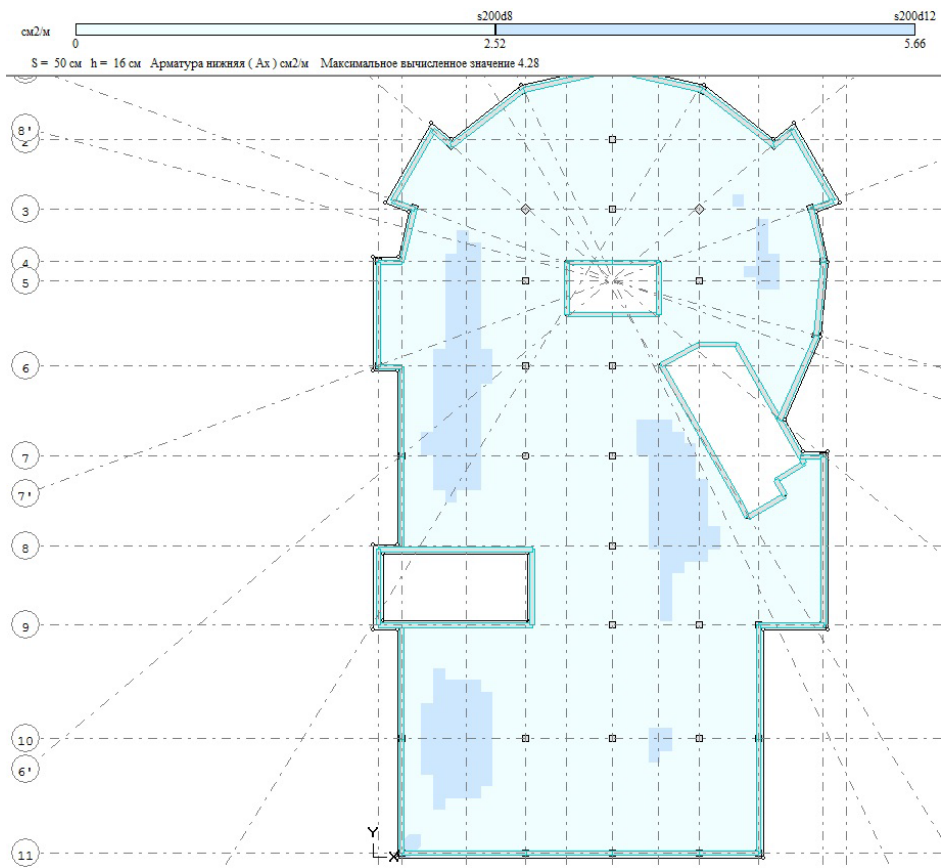 s200d8 s200d12
см2/м
0 2.52 5.66
S = 50 см h = 16 см Арматура нижняя ( Ax ) см2/м Максимальное вычисленное значение 4.28
8'
2
3
4
5
6
7
7'
8
9
10
6'
Y
X
11